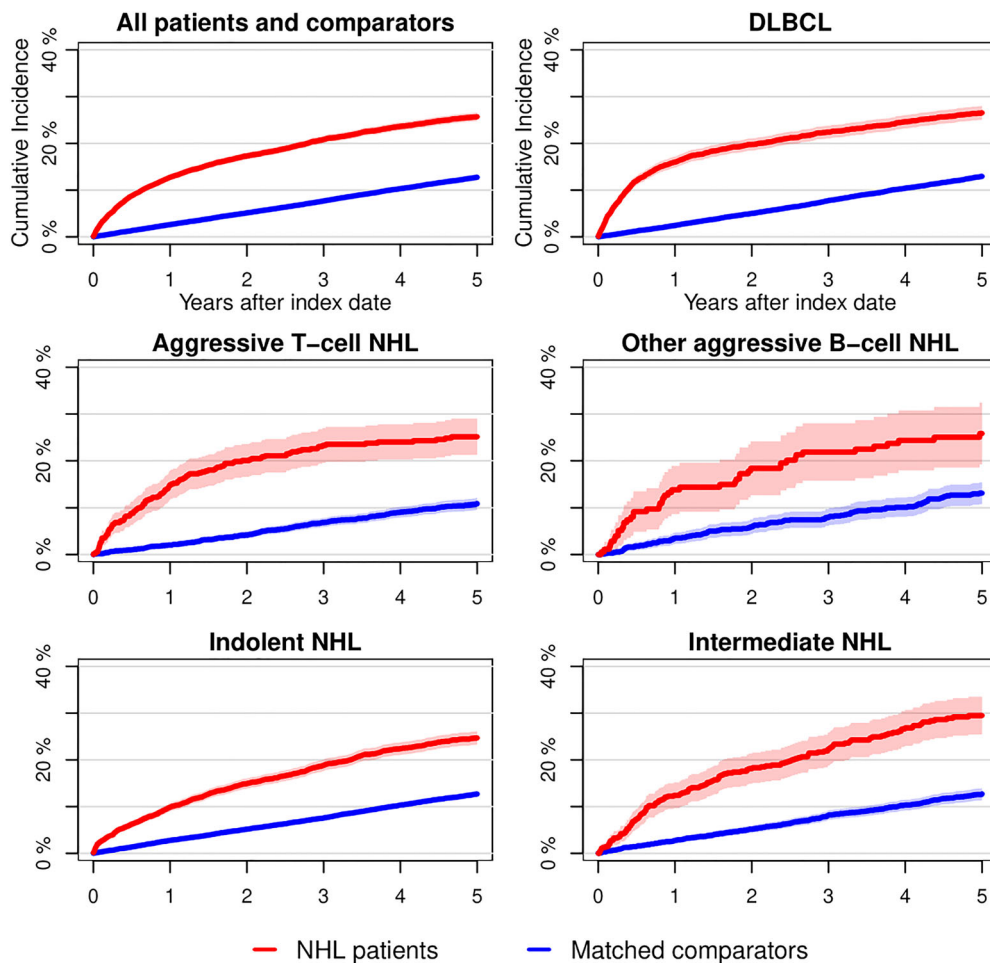 All patients and comparators
Cumulative Incidence
40 %
20 %
0 %
0 1 2 3 4 5
Years after index date
DLBCL
Cumulative Incidence
40 %
20 %
0 %
0 1 2 3 4 5
Years after index date
Aggressive T−cell NHL
40 %
20 %
0 %
0 1 2 3 4 5
Other aggressive B−cell NHL
40 %
20 %
0 %
0 1 2 3 4 5
Indolent NHL
40 %
20 %
0 %
0 1 2 3 4 5
Intermediate NHL
40 %
20 %
0 %
0 1 2 3 4 5
NHL patients
Matched comparators